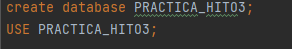 create database PRACTICA_HITO3;
USE PRACTICA_HITO3;